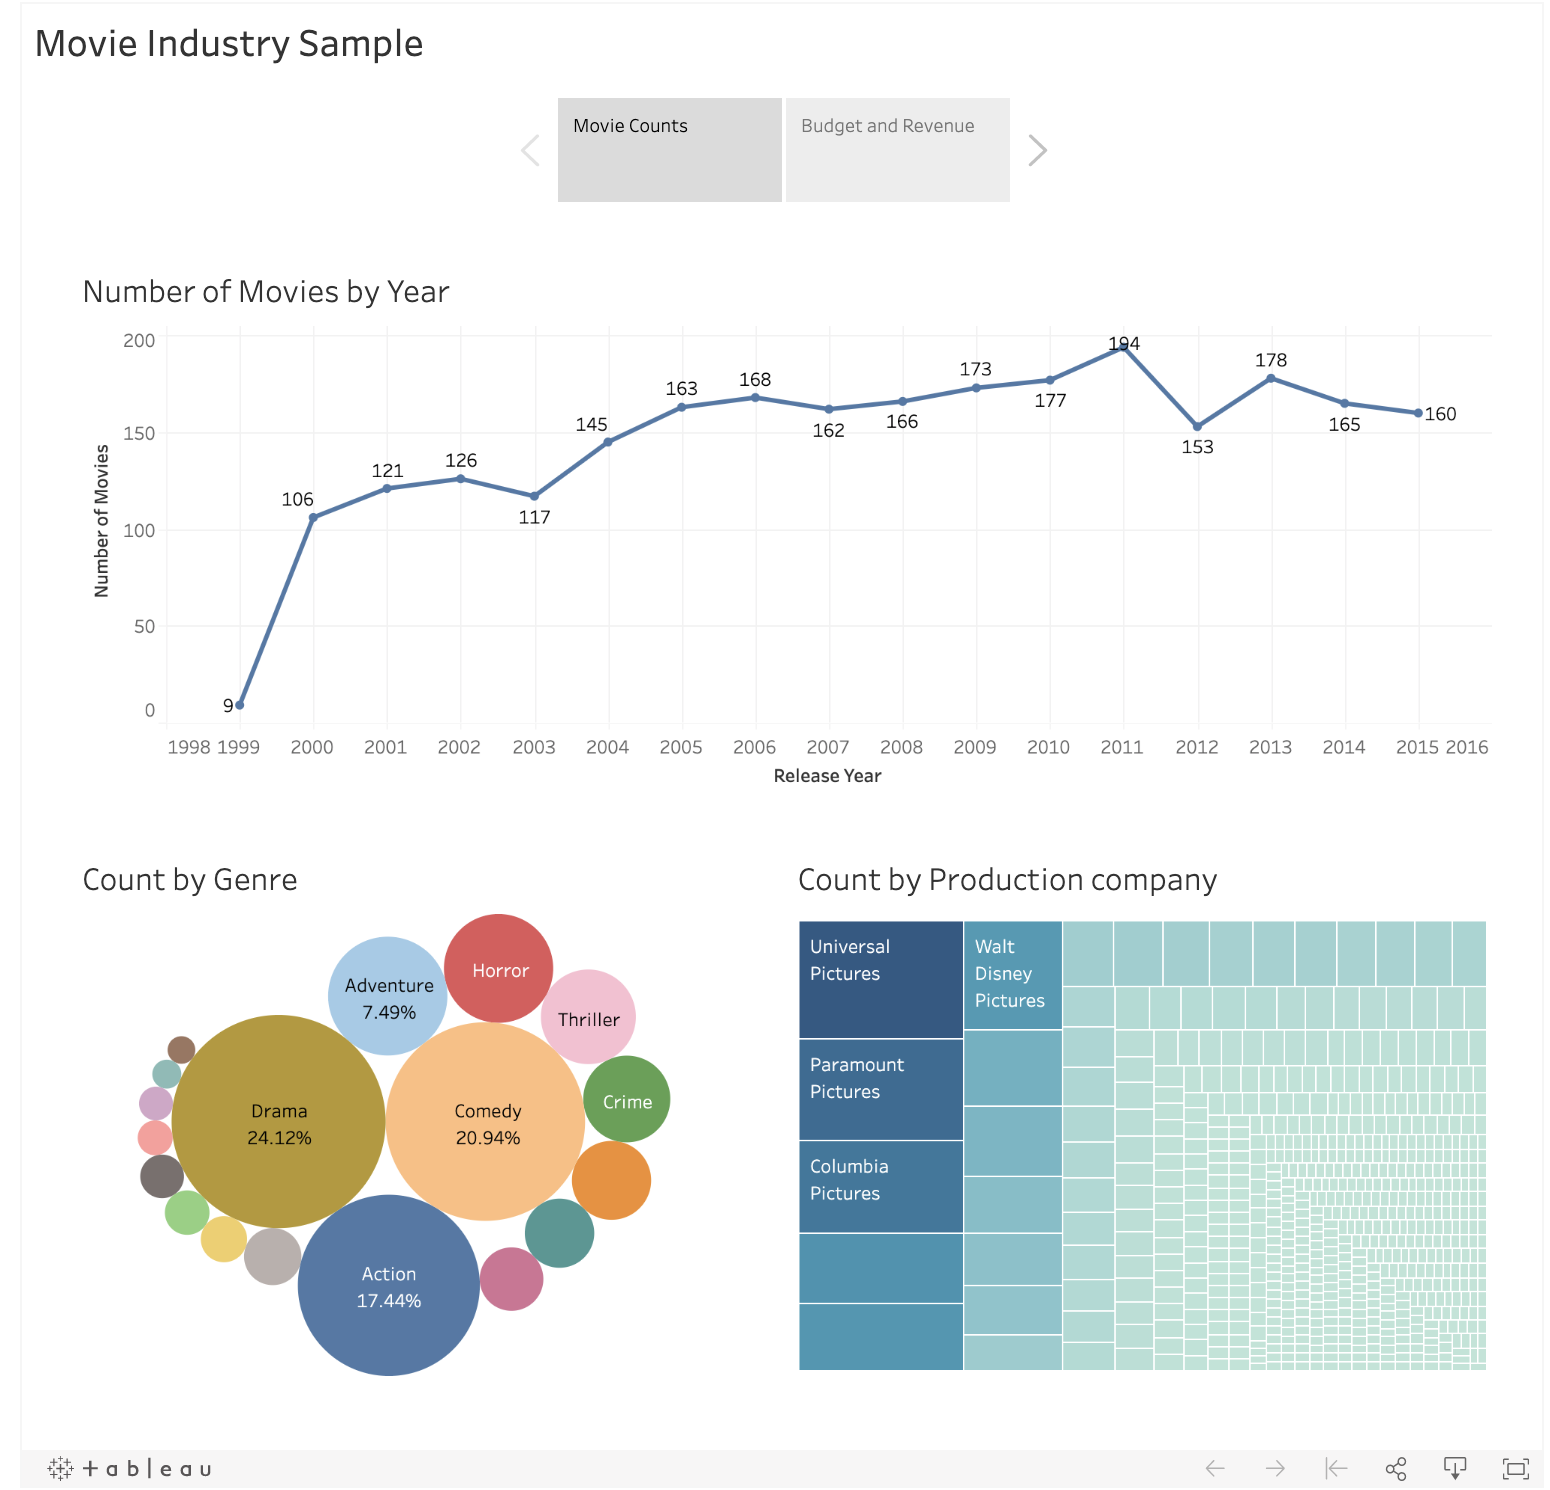 Movie Industry Sample
Movie Counts
Budget and Revenue
Number of Movies by Year
200
150
100
50
0
Number of Movies
9
106
121
126
117
145
163
168
162
166
173
177
194
153
178
165
160
1998 1999 2000 2001 2002 2003 2004 2005 2006 2007 2008 2009 2010 2011 2012 2013 2014 2015 2016
Release Year
Count by Genre
Horror
Adventure
7.49%
Thriller
Drama
24.12%
Comedy
20.94%
Crime
Action
17.44%
Count by Production company
Universal
Pictures
Walt
Disney
Pictures
Paramount
Pictures
Columbia
Pictures
tableau